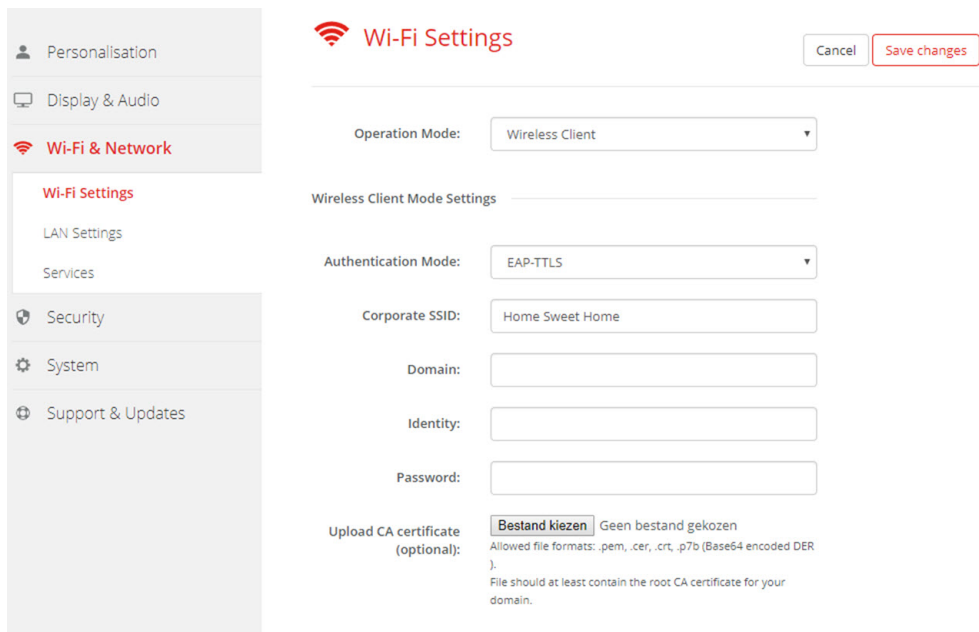 Personalisation
Display & Audio
Wi-Fi & Network
Wi-Fi Settings
LAN Settings
Services
Security
System
Support & Updates
Wi-Fi Settings
Cancel
Save changes
Operation Mode:
Wireless Client
Wireless Client Mode Settings
Authentication Mode:
EAP-TTLS
Corporate SSID:
Home Sweet Home
Domain:
Identity:
Password:
Upload CA certificate
(optional):
Bestand kiezen Geen bestand gekozen
Allowed file formats: .pem, .cer, .crt, .p7b (Base64 encoded DER
).
File should at least contain the root CA certificate for your
domain.